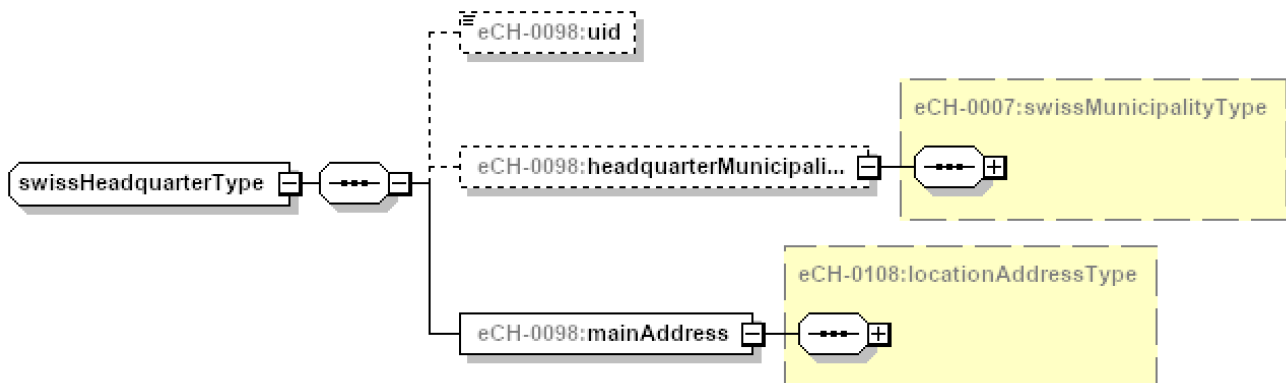 eCH-0098:uid
eCH-0007:swissMunicipalityType
eCH-0098:headquarterMunicipali...
swissHeadquarterType
eCH-0108:locationAddressType
eCH-0098:mainAddress